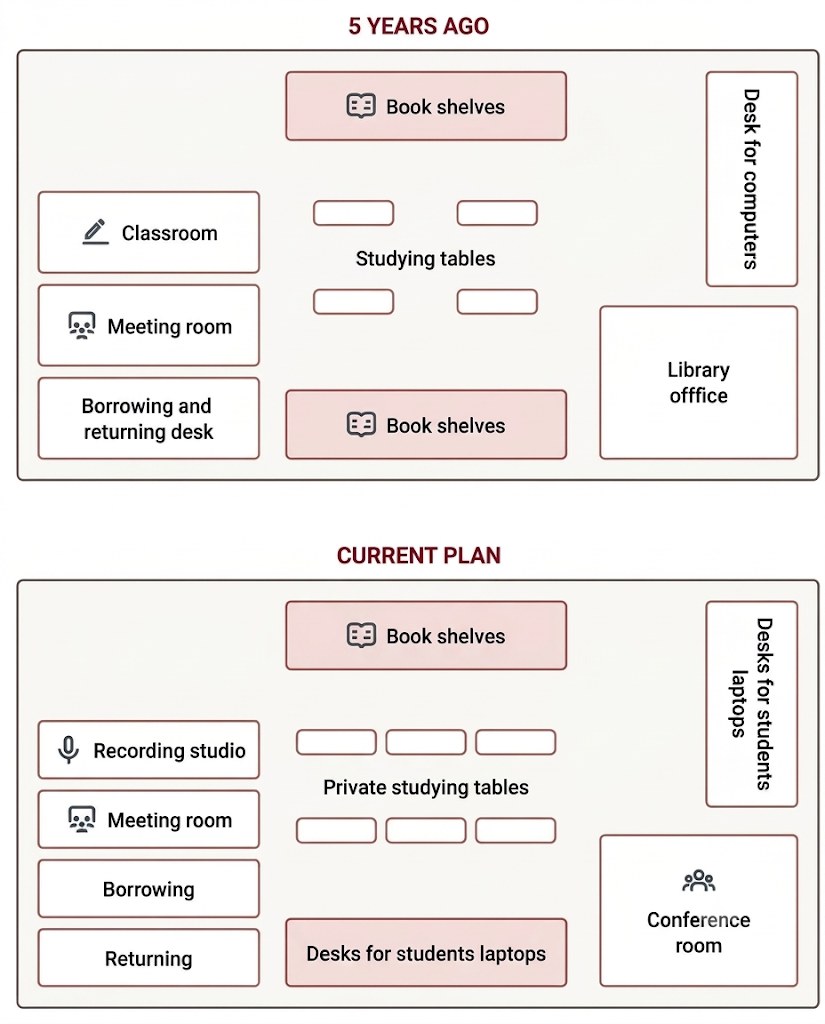 5 YEARS AGO
Book shelves
Desk for computers
Classroom
Studying tables
Meeting room
Library
offfice
Borrowing and
returning desk
Book shelves
CURRENT PLAN
Book shelves
Desks for students
laptops
Recording studio
Private studying tables
Meeting room
Borrowing
Conference
room
Returning
Desks for students laptops